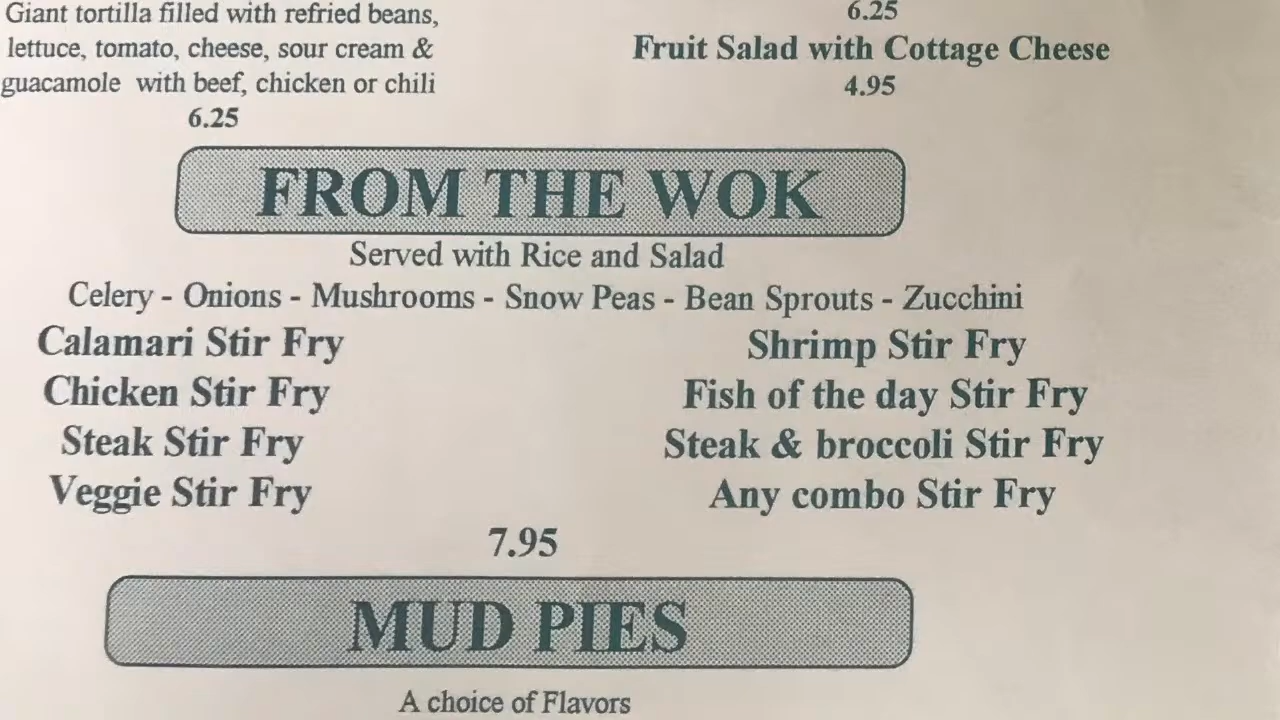 Giant tortilla filled with refried beans,
lettuce, tomato, cheese, sour cream &
guacamole with beef, chicken or chili
6.25
6.25
Fruit Salad with Cottage Cheese
4.95
FROM THE WOK
Served with Rice and Salad
Celery - Onions - Mushrooms - Snow Peas - Bean Sprouts - Zucchini
Calamari Stir Fry
Chicken Stir Fry
Steak Stir Fry
Veggie Stir Fry
Shrimp Stir Fry
Fish of the day Stir Fry
Steak & broccoli Stir Fry
Any combo Stir Fry
7.95
MUD PIES
A choice of Flavors